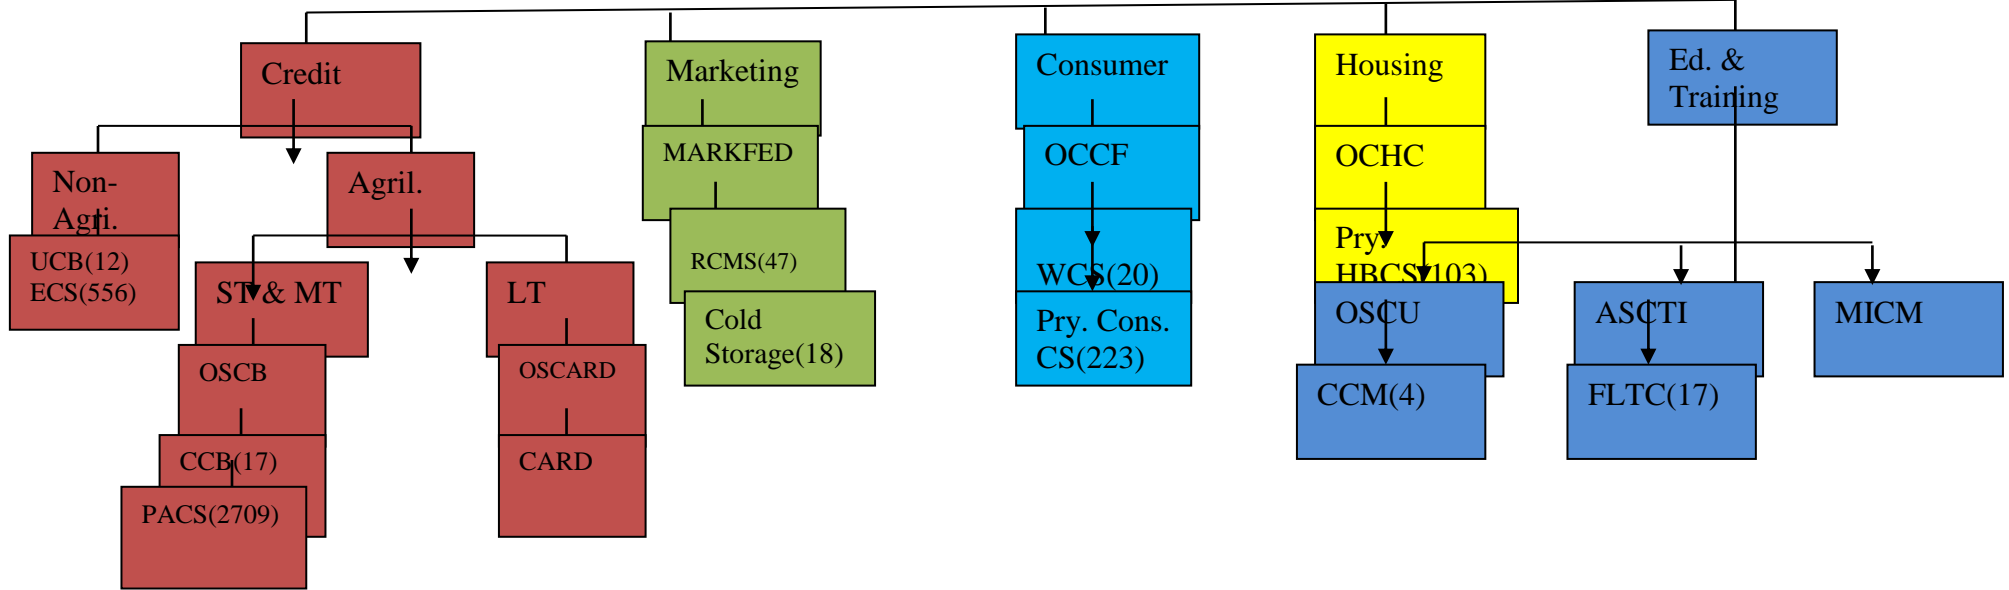 Credit
Marketing
Consumer
Housing
Ed. &
Training
Non-
Agri.
Agril.
MARKFED
OCCF
OCHC
UCB(12)
ECS(556)
ST & MT
LT
RCMS(47)
WCS(20)
Pry.
HBCS(103)
OSCB
OSCARD
Cold
Storage(18)
Pry. Cons.
CS(223)
OSCU
ASCTI
MICM
CCB(17)
CARD
CCM(4)
FLTC(17)
PACS(2709)